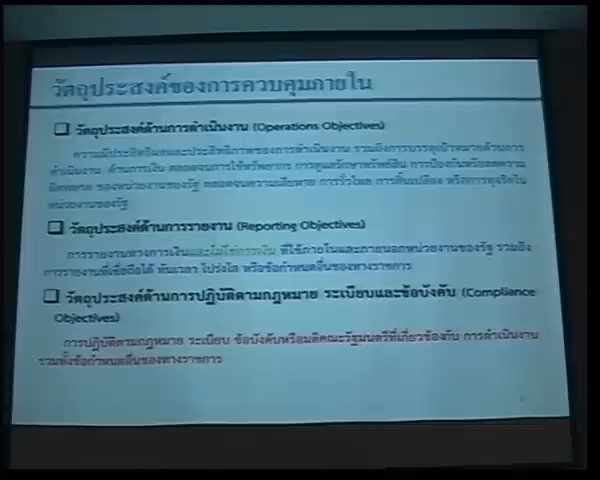 วัตถุประสงค์ของการควบคุมภายใน
❑ วัตถุประสงค์ด้านการดำเนินงาน (Operations Objectives)
ความมีประสิทธิผลและประสิทธิภาพของการดำเนินงาน รวมถึงการบรรลุเป้าหมายด้านการ
ดำเนินงาน ด้านการเงิน ตลอดจนการใช้ทรัพยากร การดูแลรักษาทรัพย์สิน การป้องกันหรือลดความ
ผิดพลาด ของหน่วยงานของรัฐ ตลอดจนความเสียหาย การรั่วไหล การสิ้นเปลือง หรือการทุจริตใน
หน่วยงานของรัฐ
❑ วัตถุประสงค์ด้านการรายงาน (Reporting Objectives)
การรายงานทางการเงินและไม่ใช่การเงิน ที่ใช้ภายในและภายนอกหน่วยงานของรัฐ รวมถึง
การรายงานที่เชื่อถือได้ ทันเวลา โปร่งใส หรือข้อกำหนดอื่นของทางราชการ
❑ วัตถุประสงค์ด้านการปฏิบัติตามกฎหมาย ระเบียบและข้อบังคับ (Compliance
Objectives)
การปฏิบัติตามกฎหมาย ระเบียบ ข้อบังคับหรือมติคณะรัฐมนตรีที่เกี่ยวข้องกับ การดำเนินงาน
รวมทั้งข้อกำหนดอื่นของทางราชการ